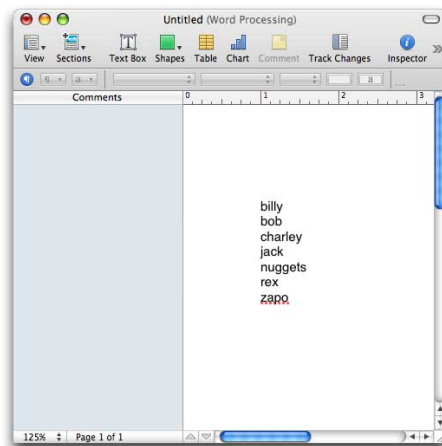 Untitled (Word Processing)
View Sections Text Box Shapes Table Chart Comment Track Changes Inspector
a a
Comments 0 1 2 3
billy
bob
charley
jack
nuggets
rex
zapo
125% Page 1 of 1